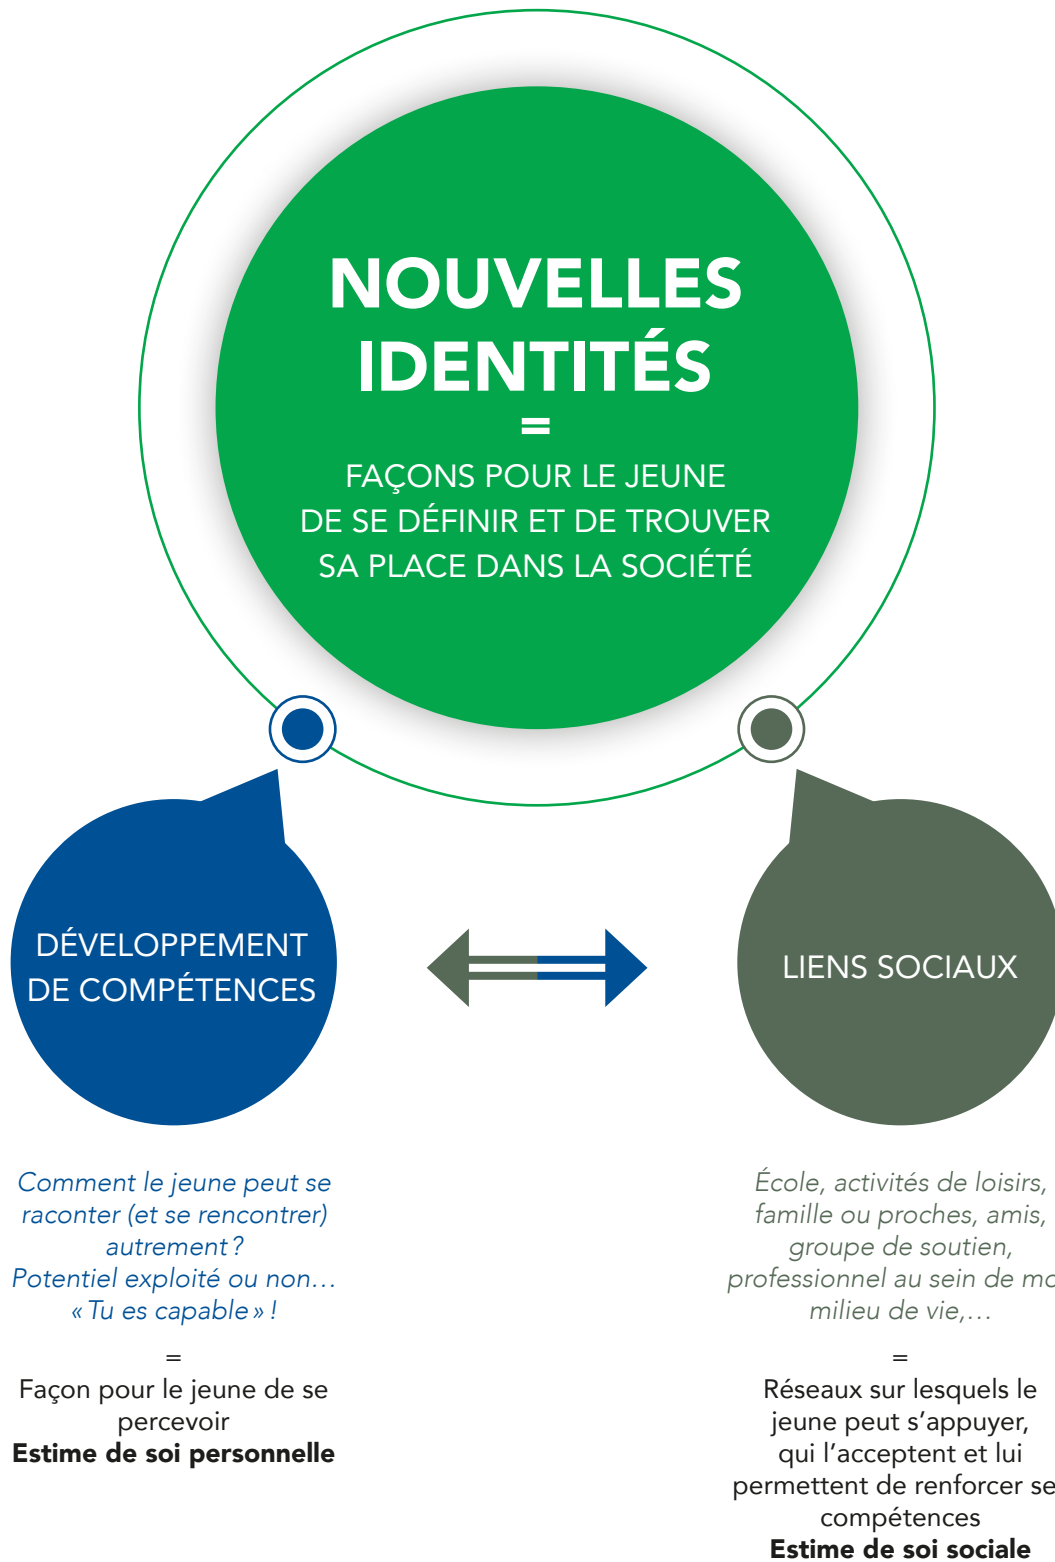 NOUVELLES
IDENTITÉS
=
FAÇONS POUR LE JEUNE
DE SE DÉFINIR ET DE TROUVER
SA PLACE DANS LA SOCIÉTÉ
DÉVELOPPEMENT
DE COMPÉTENCES
LIENS SOCIAUX
Comment le jeune peut se
raconter (et se rencontrer)
autrement ?
Potentiel exploité ou non…
« Tu es capable » !
=
Façon pour le jeune de se
percevoir
Estime de soi personnelle
École, activités de loisirs,
famille ou proches, amis,
groupe de soutien,
professionnel au sein de
milieu de vie,…
=
Réseaux sur lesquels le
jeune peut s’appuyer,
qui l’acceptent et lui
permettent de renforcer
compétences
Estime de soi sociale